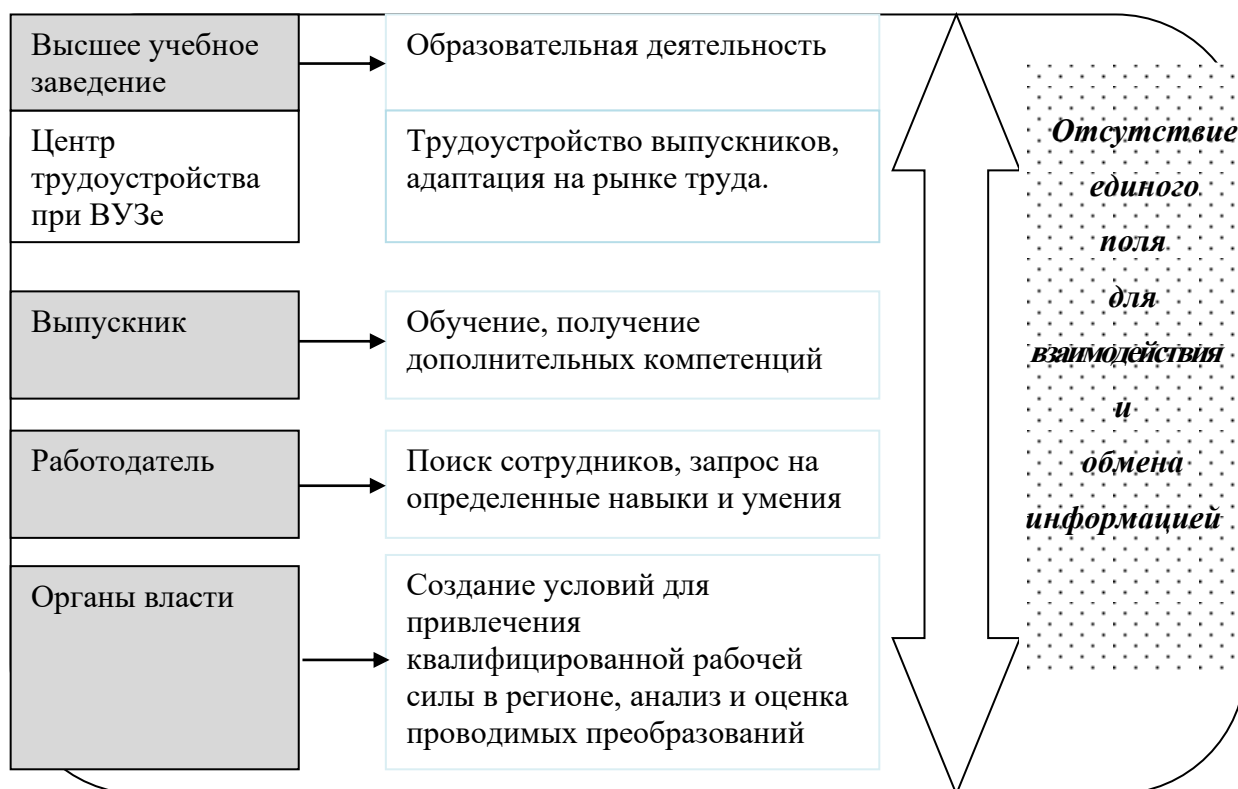 Высшее учебное
заведение
Образовательная деятельность
Центр
трудоустройства
при ВУЗе
Трудоустройство выпускников,
адаптация на рынке труда.
Выпускник
Обучение, получение
дополнительных компетенций
Работодатель
Поиск сотрудников, запрос на
определенные навыки и умения
Органы власти
Создание условий для
привлечения
квалифицированной рабочей
силы в регионе, анализ и оценка
проводимых преобразований
Отсутствие
единого
поля
для
взаимодействия
и
обмена
информацией